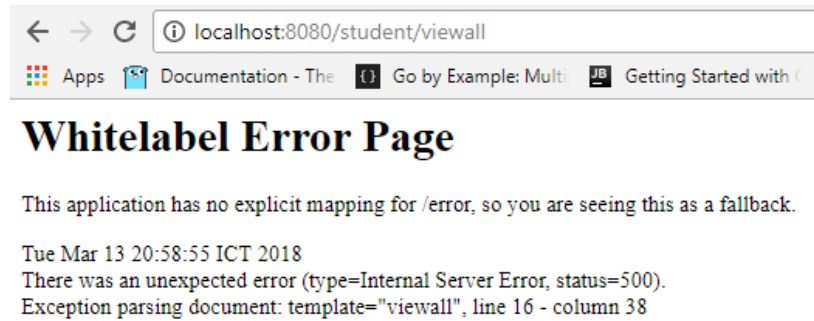 localhost:8080/student/viewall
Apps Documentation - The Go by Example: Multi JB Getting Started with
Whitelabel Error Page
This application has no explicit mapping for /error, so you are seeing this as a fallback.
Tue Mar 13 20:58:55 ICT 2018
There was an unexpected error (type=Internal Server Error, status=500).
Exception parsing document: template="viewall", line 16 - column 38